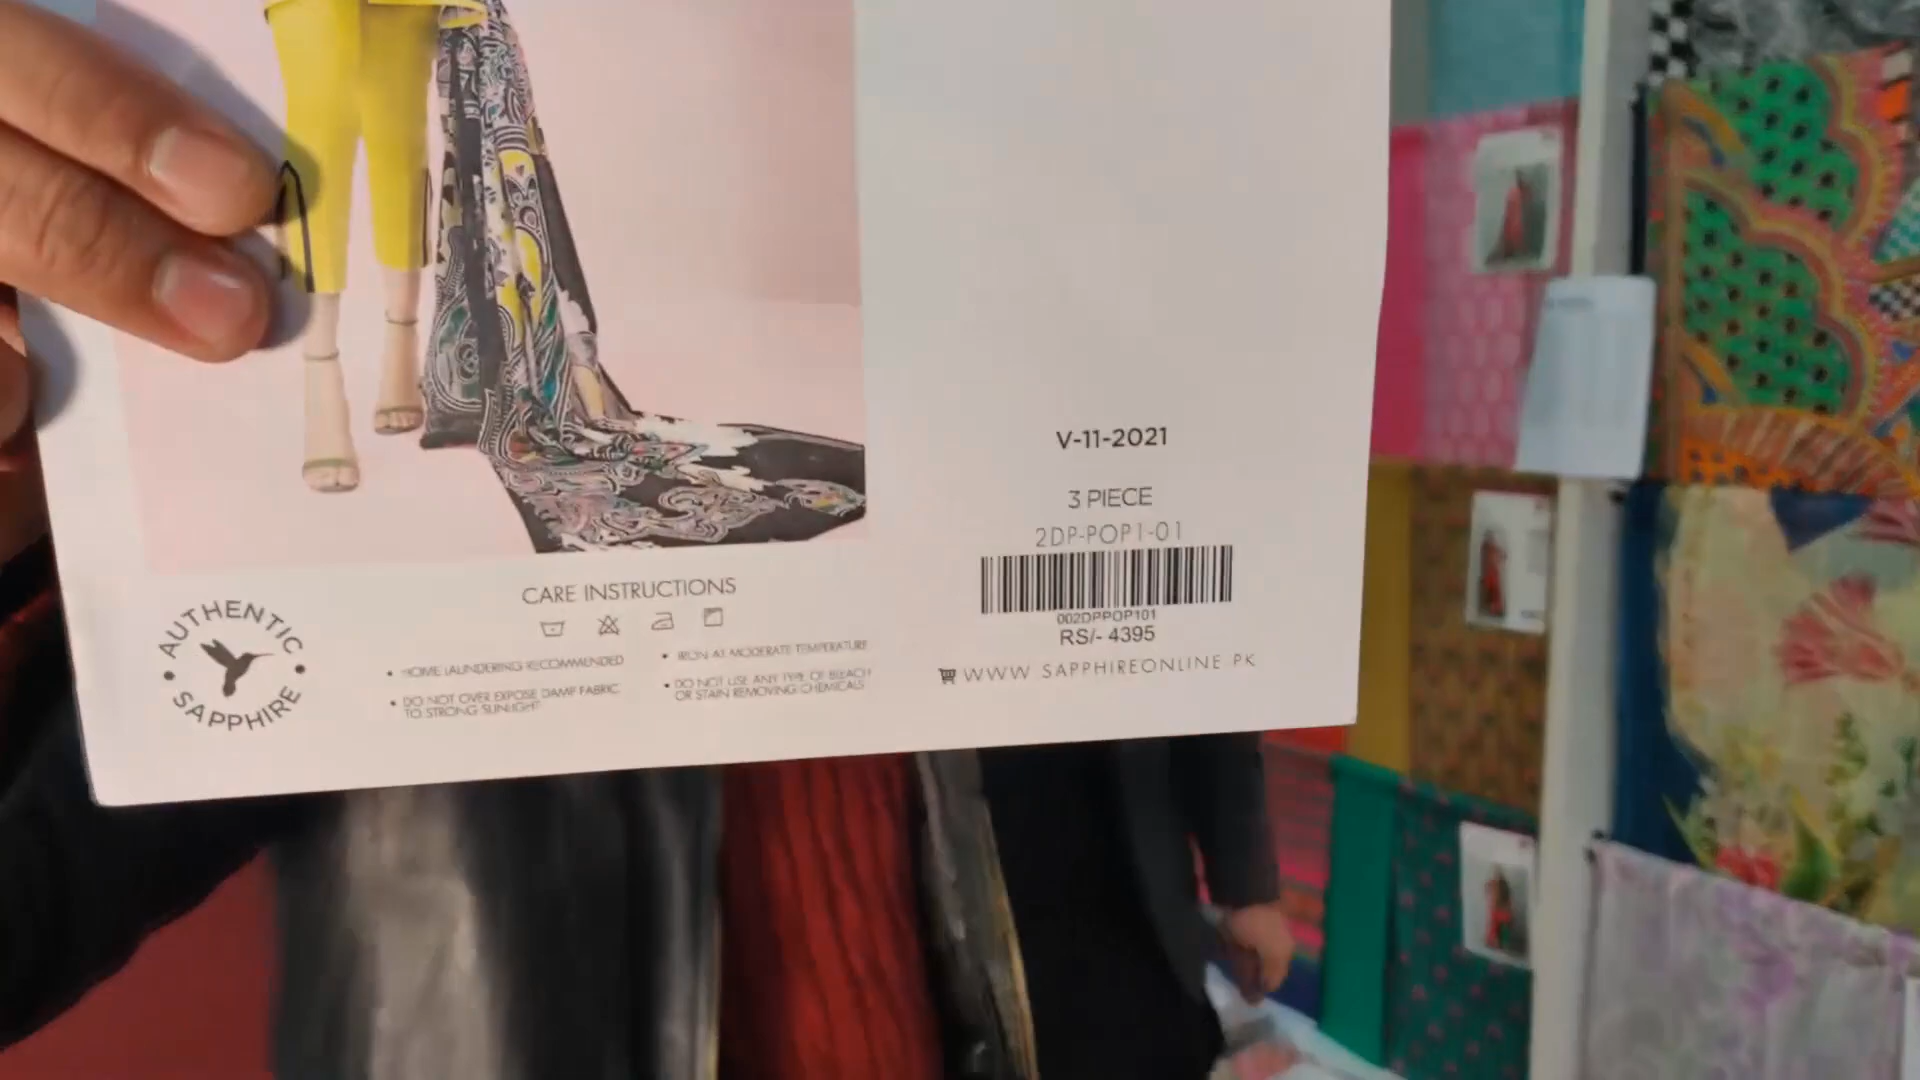 V-11-2021
3 PIECE
2DP-POP1-01
002DPPOP101
RS/- 4395
WWW SAPPHIREONLINE.PK
CARE INSTRUCTIONS
• HOME LAUNDERING RECOMMENDED
• DO NOT OVER EXPOSE DAMP FABRIC
TO STRONG SUNLIGHT
• IRON AT MODERATE TEMPERATURE
• DO NOT USE ANY TYPE OF BLEACH
OR STAIN REMOVING CHEMICALS
AUTHENTIC
SAPPHIRE